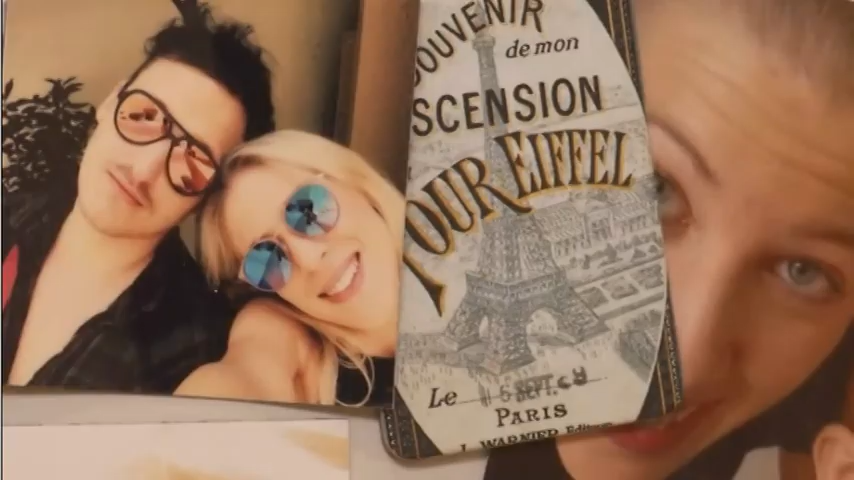 SOUVENIR
de mon
SCENSION
TOUR EIFFEL
Le
PARIS